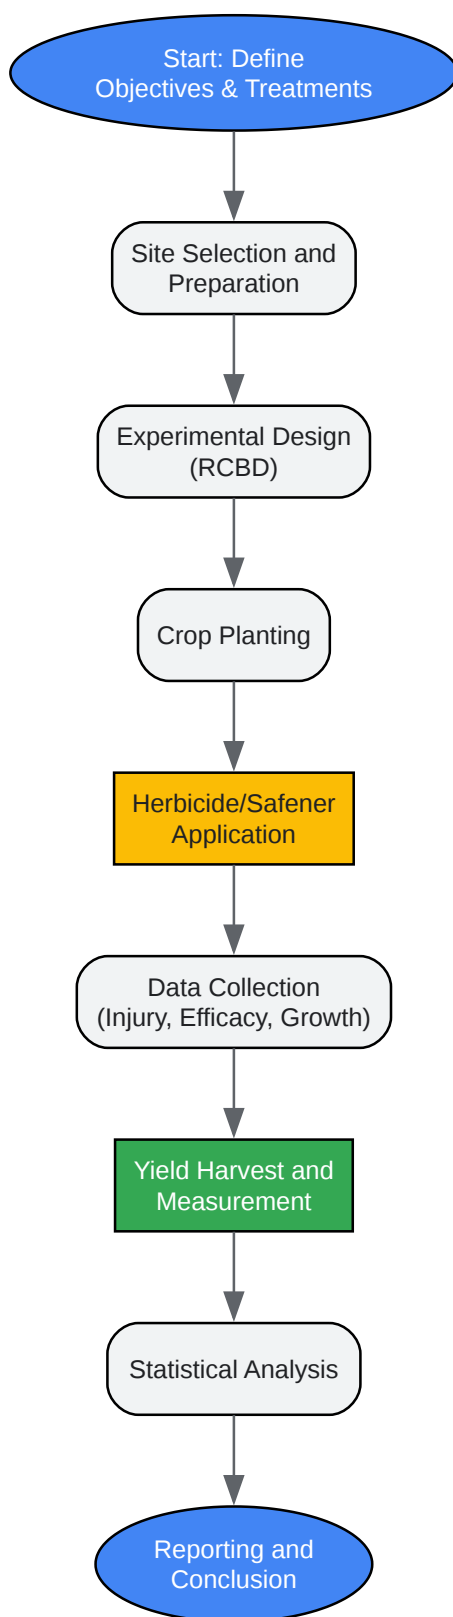 Start: Define
Objectives & Treatments
Site Selection and
Preparation
Experimental Design
(RCBD)
Crop Planting
Herbicide/Safener
Application
Data Collection
(Injury, Efficacy, Growth)
Yield Harvest and
Measurement
Statistical Analysis
Reporting and
Conclusion